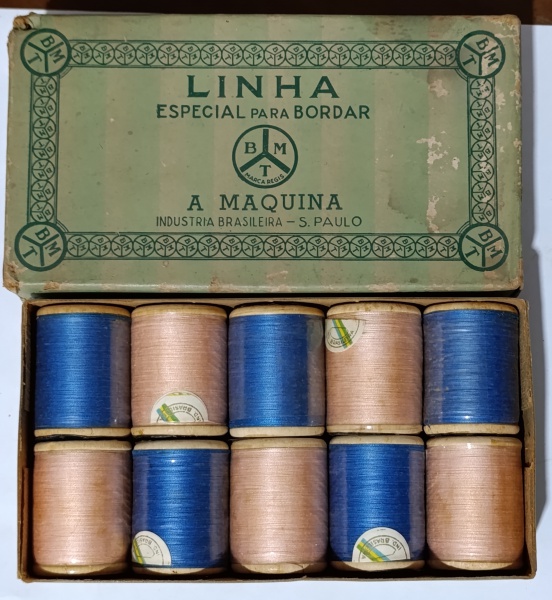 B M
T
B M
T
LINHA
ESPECIAL PARA BORDAR
B M
T
MARCA REGIS
A MAQUINA
INDUSTRIA BRASILEIRA – S. PAULO
B M
T
B M
T